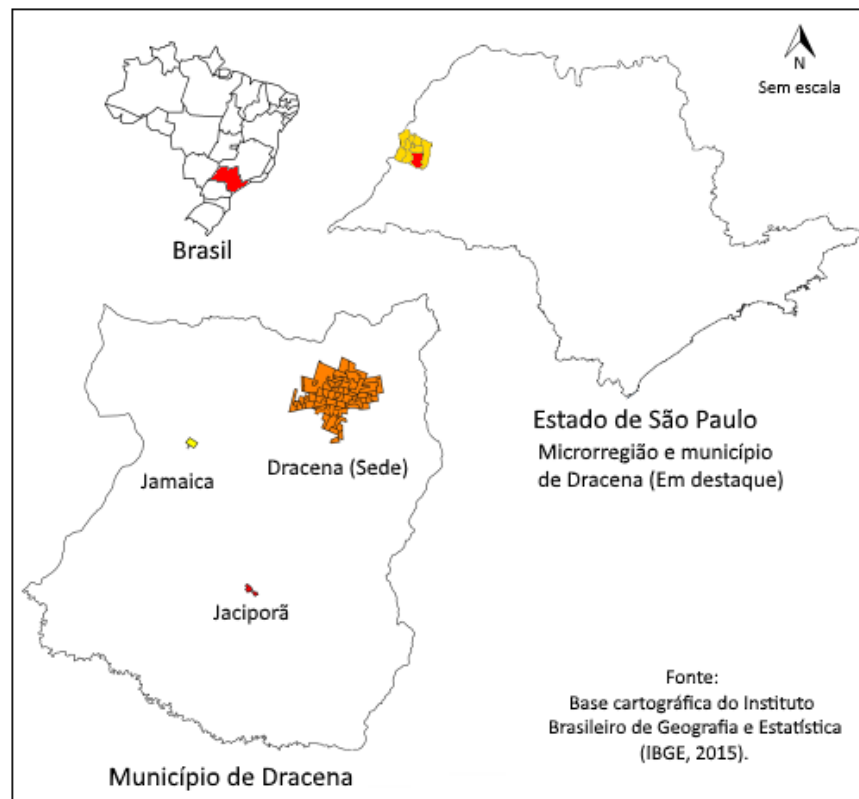 N
Sem escala
Brasil
Estado de São Paulo
Microrregião e município
de Dracena (Em destaque)
Jamaica
Dracena (Sede)
Jaciporã
Município de Dracena
Fonte:
Base cartográfica do Instituto
Brasileiro de Geografia e Estatística
(IBGE, 2015).